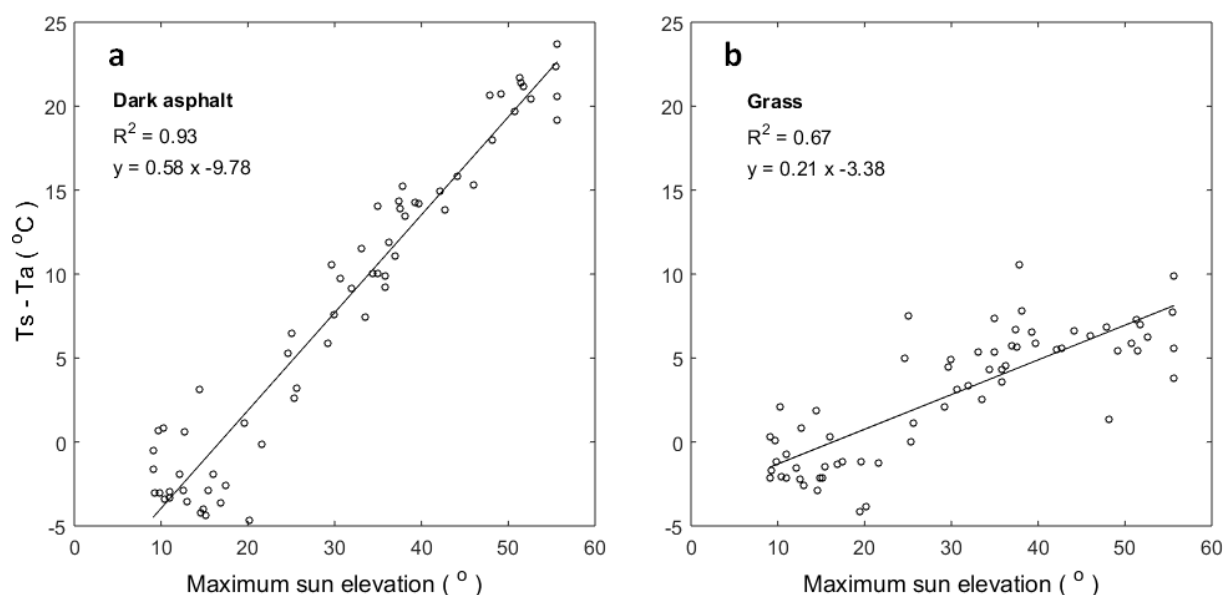 a
Dark asphalt
R² = 0.93
y = 0.58 x -9.78
Ts - Ta ( °C)
25
20
15
10
5
0
-5
0 10 20 30 40 50 60
Maximum sun elevation ( °)
b
Grass
R² = 0.67
y = 0.21 x -3.38
25
20
15
10
5
0
-5
0 10 20 30 40 50 60
Maximum sun elevation ( °)